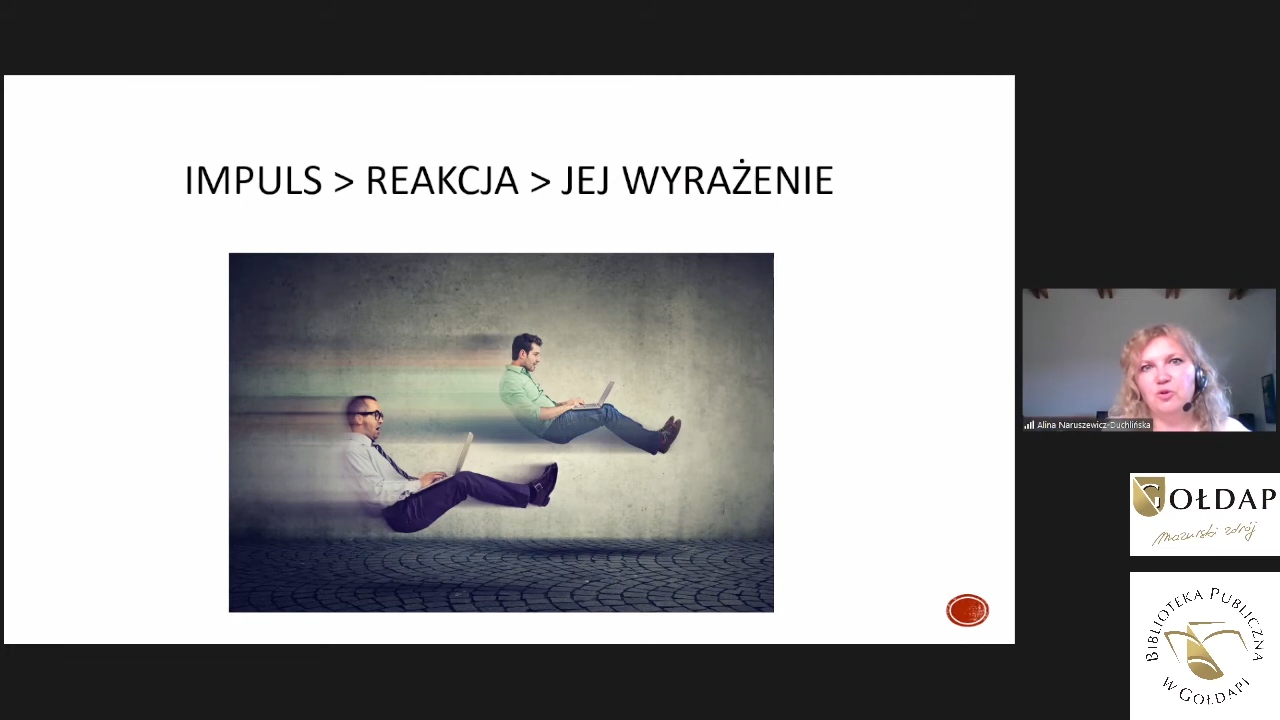 IMPULS > REAKCJA > JEJ WYRAŻENIE
Alina Naruszewicz-Duchlińska
GOŁDAP
mazurski zdrój
BIBLIOTEKA PUBLICZNA
W GOŁDAPI